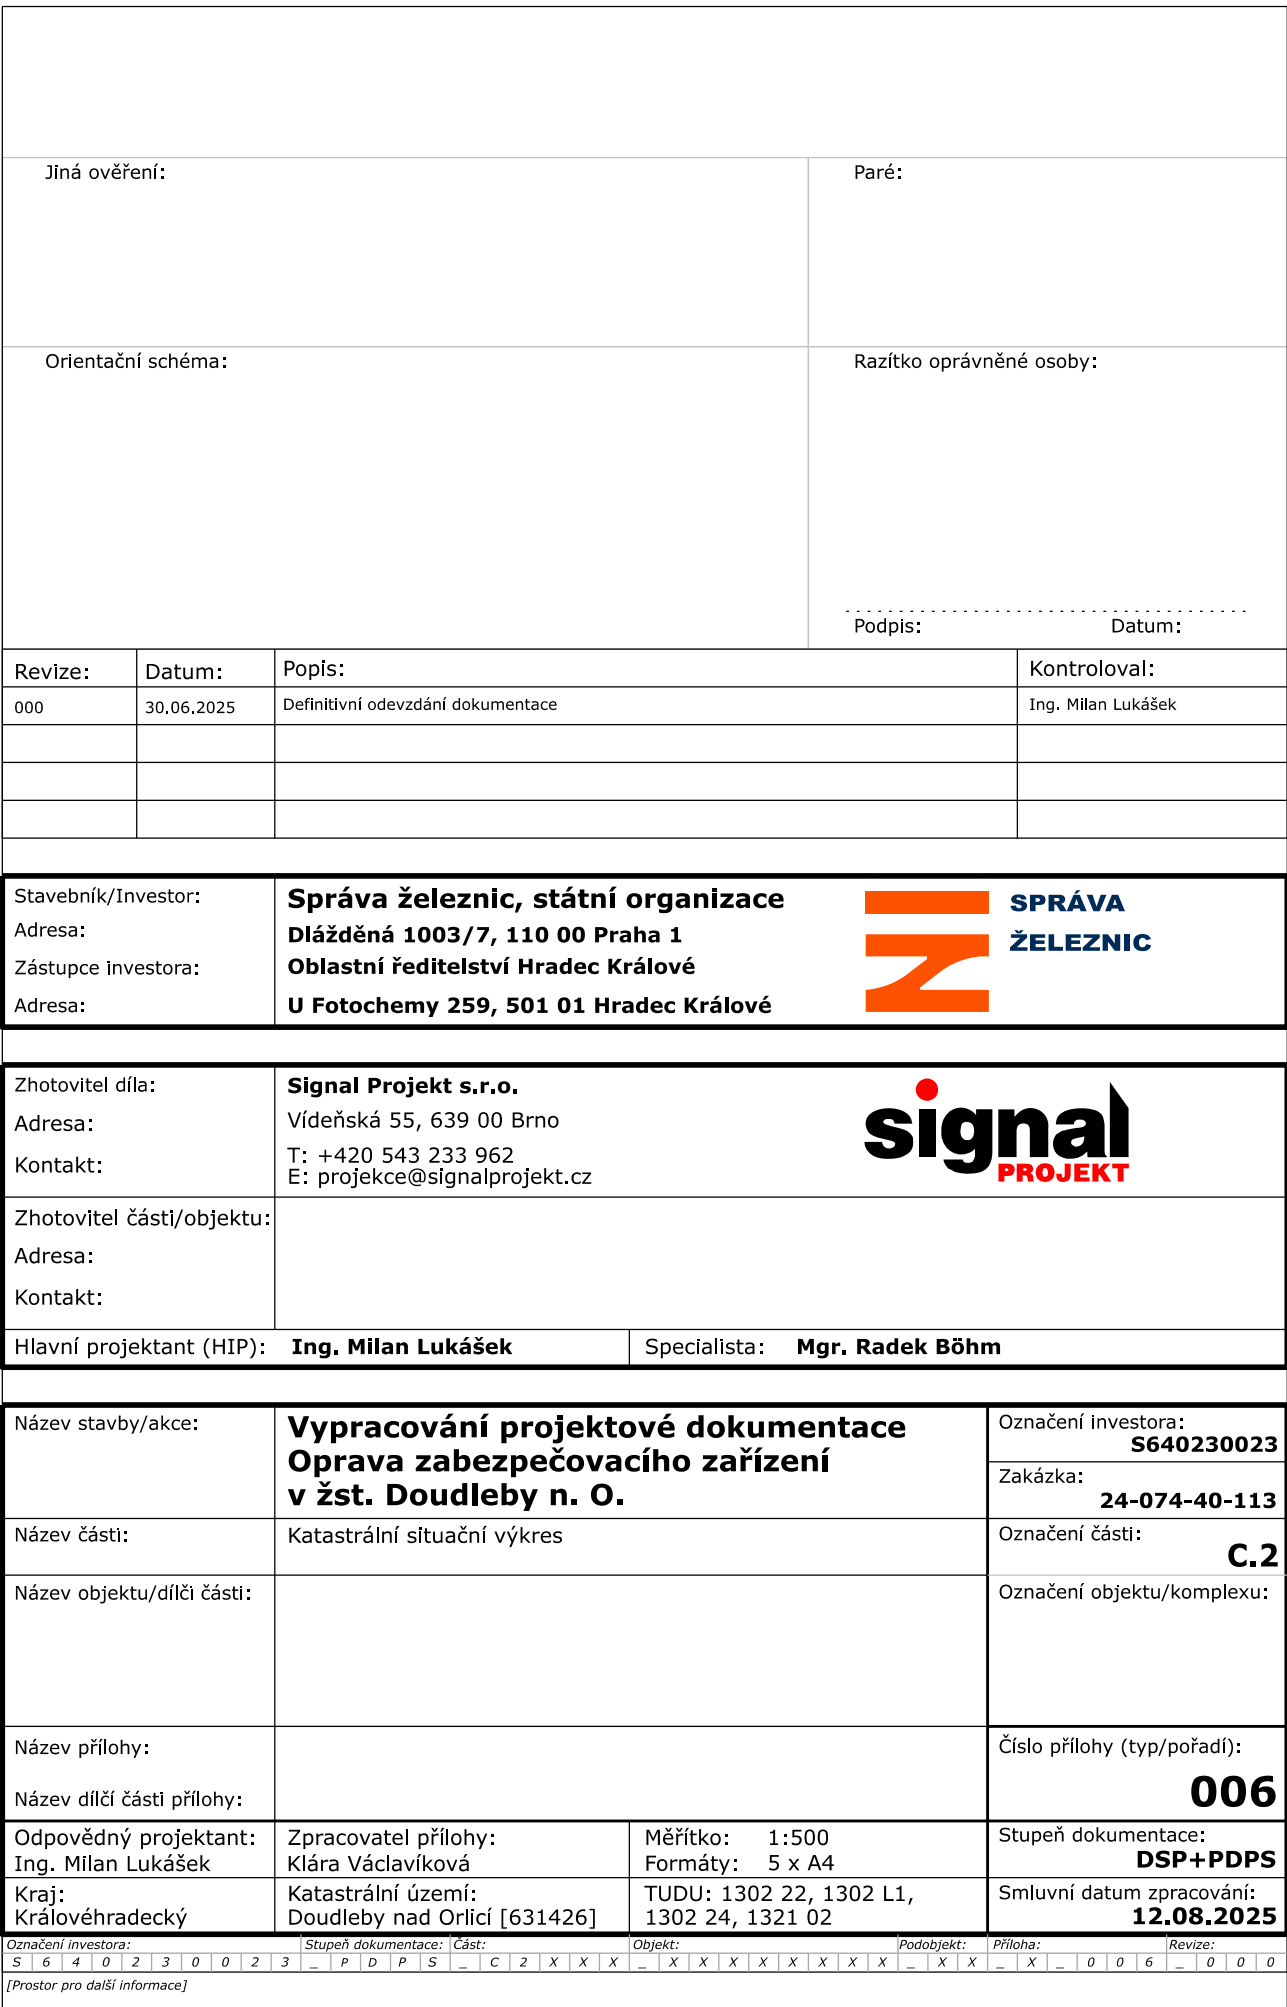 Jiná ověření:
Paré:
Orientační schéma:
Razítko oprávněné osoby:
Podpis: Datum:
Revize: Datum: Popis: Kontroloval:
000 30.06.2025 Definitivní odevzdání dokumentace Ing. Milan Lukášek
Stavebník/Investor: Správa železnic, státní organizace
Adresa: Dlážděná 1003/7, 110 00 Praha 1
Zástupce investora: Oblastní ředitelství Hradec Králové
Adresa: U Fotochemy 259, 501 01 Hradec Králové
SPRÁVA
ŽELEZNIC
Zhotovitel díla: Signal Projekt s.r.o.
Adresa: Vídeňská 55, 639 00 Brno
Kontakt: T: +420 543 233 962
E: projekce@signalprojekt.cz
signal
PROJEKT
Zhotovitel části/objektu:
Adresa:
Kontakt:
Hlavní projektant (HIP): Ing. Milan Lukášek Specialista: Mgr. Radek Böhm
Název stavby/akce: Vypracování projektové dokumentace
Oprava zabezpečovacího zařízení
v žst. Doudleby n. O.
Označení investora:
S640230023
Zakázka:
24-074-40-113
Název části: Katastrální situační výkres
Označení části:
C.2
Název objektu/dílči části:
Označení objektu/komplexu:
Název přílohy:
Název dílčí části přílohy:
Číslo přílohy (typ/pořadí):
006
Odpovědný projektant: Zpracovatel přílohy: Měřítko: 1:500 Stupeň dokumentace:
Ing. Milan Lukášek Klára Václavíková Formáty: 5 x A4 DSP+PDPS
Kraj: Katastrální území: TUDU: 1302 22, 1302 L1, Smluvní datum zpracování:
Královéhradecký Doudleby nad Orlicí [631426] 1302 24, 1321 02 12.08.2025
Označení investora: Stupeň dokumentace: Část: Objekt: Podobjekt: Příloha: Revize:
S 6 4 0 2 3 0 0 2 3 _ P D P S _ C 2 X X X _ X X X X X X X X _ X X _ X _ 0 0 6 _ 0 0 0
[Prostor pro další informace]